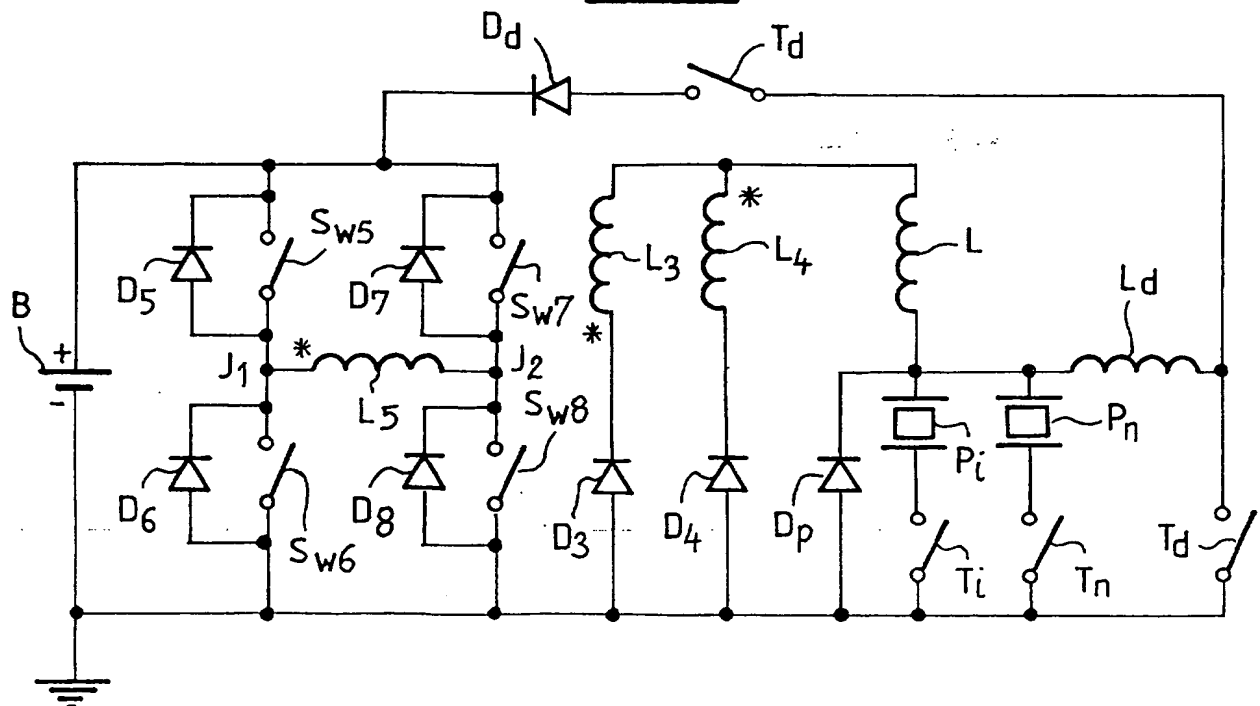 Dd
Td
*
Sw5
L3
L4
L
D5
D7
Sw7
Ld
B
+
*
J1
*
J2
-
L5
Sw8
Pi
Pn
D6
D8
D3
D4
Dp
Sw6
Ti
Tn
Td